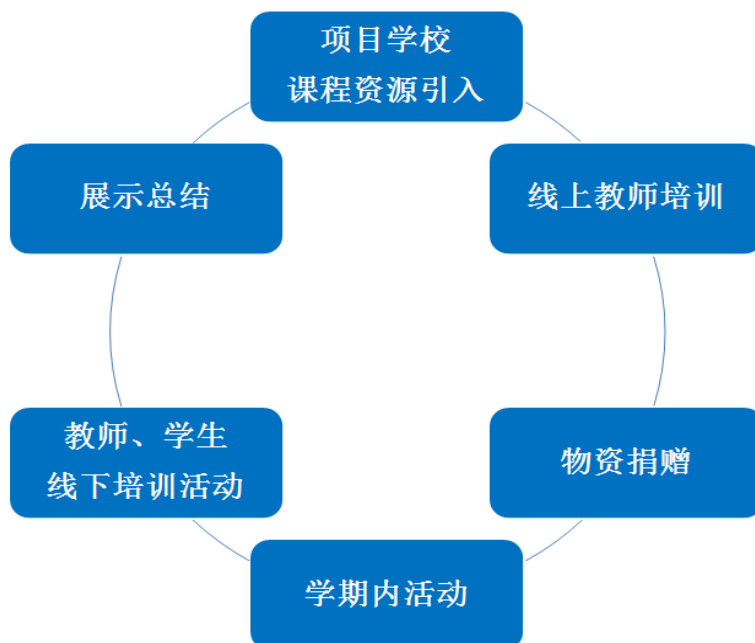 项目学校
课程资源引入
线上教师培训
物资捐赠
学期内活动
教师、学生
线下培训活动
展示总结